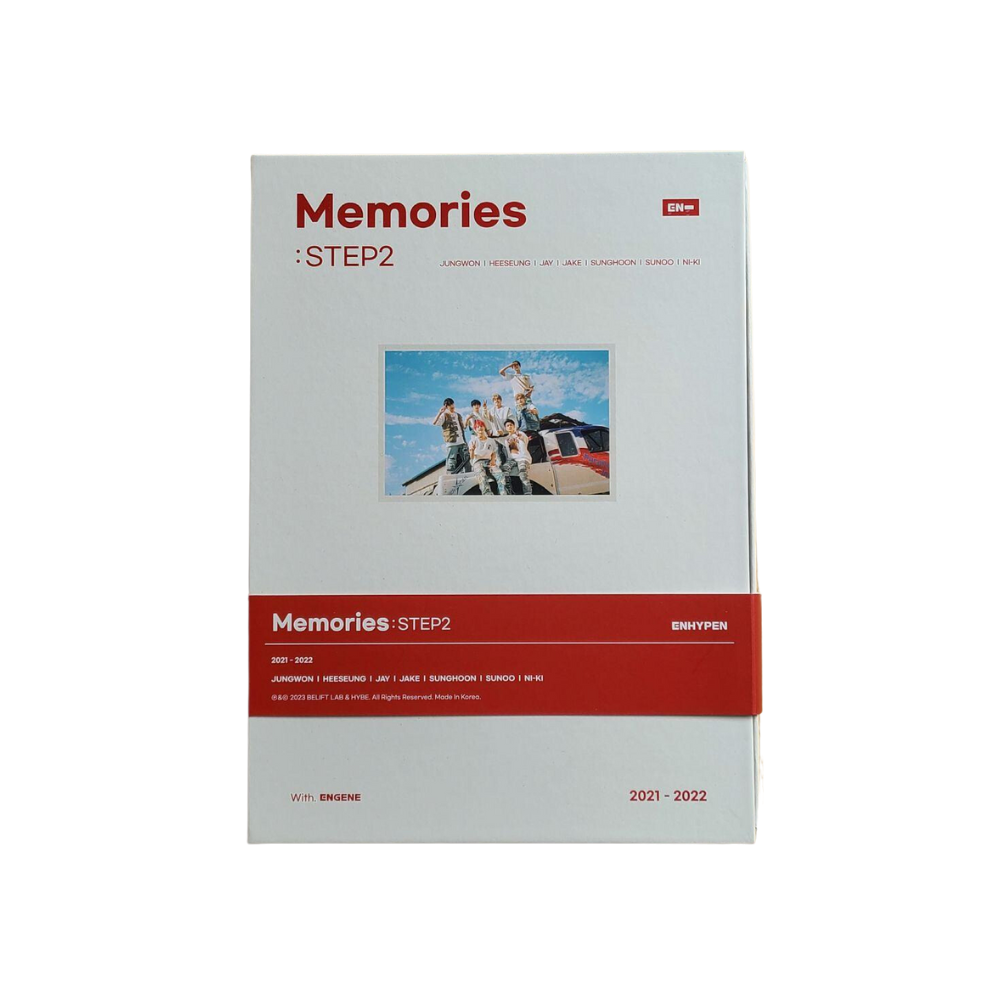 Memories
EN-
:STEP2
JUNGWON | HEESEUNG | JAY | JAKE | SUNGHOON | SUNOO | NI-KI
Memories:STEP2
ENHYPEN
2021 - 2022
JUNGWON | HEESEUNG | JAY | JAKE | SUNGHOON | SUNOO | NI-KI
℗&© 2023 BELIFT LAB & HYBE. All Rights Reserved. Made in Korea.
With. ENGENE
2021 - 2022